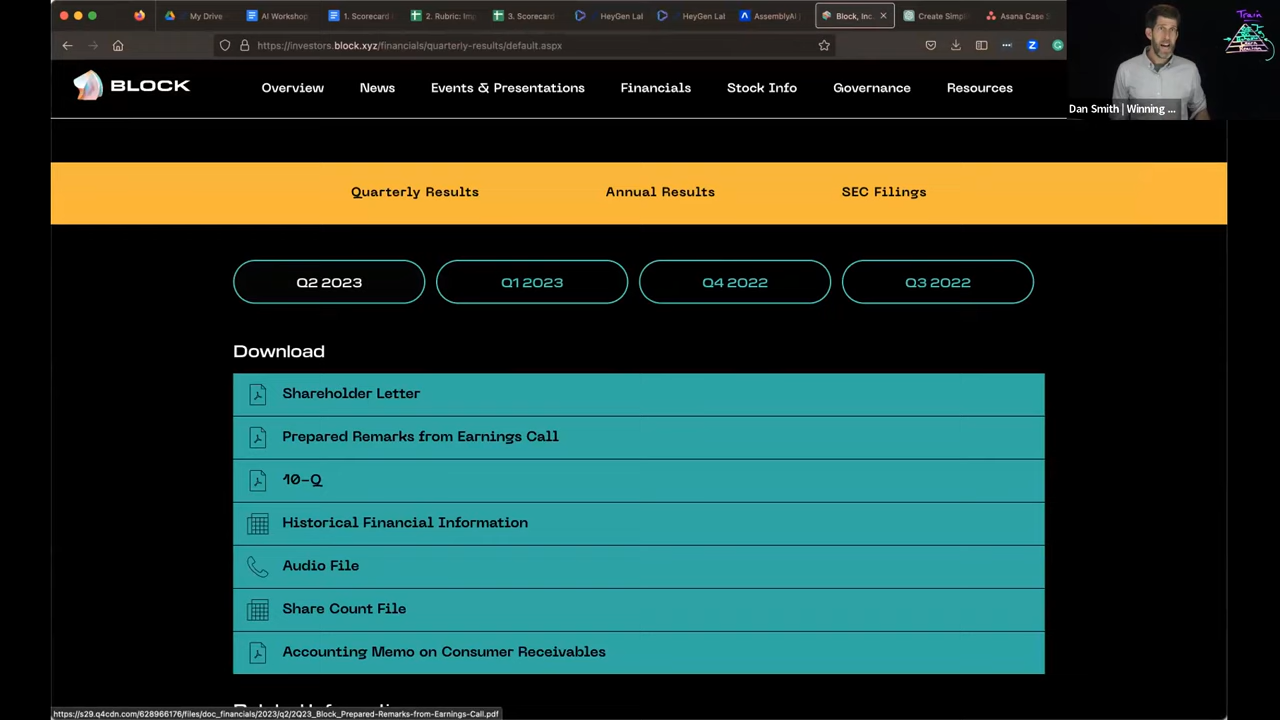 My Drive
AI Workshop
1. Scorecard
2. Rubric: Imp
3. Scorecard
HeyGen Lal
HeyGen Lal
AssemblyAI
Block, Inc.
Create Simpl
Asana Case S
https://investors.block.xyz/financials/quarterly-results/default.aspx
Train
Dan Smith | Winning ...
BLOCK
Overview
News
Events & Presentations
Financials
Stock Info
Governance
Resources
Quarterly Results
Annual Results
SEC Filings
Q2 2023
Q1 2023
Q4 2022
Q3 2022
Download
Shareholder Letter
Prepared Remarks from Earnings Call
10-Q
Historical Financial Information
Audio File
Share Count File
Accounting Memo on Consumer Receivables
https://s29.q4cdn.com/628966176/files/doc_financials/2023/q2/2Q23_Block_Prepared-Remarks-from-Earnings-Call.pdf